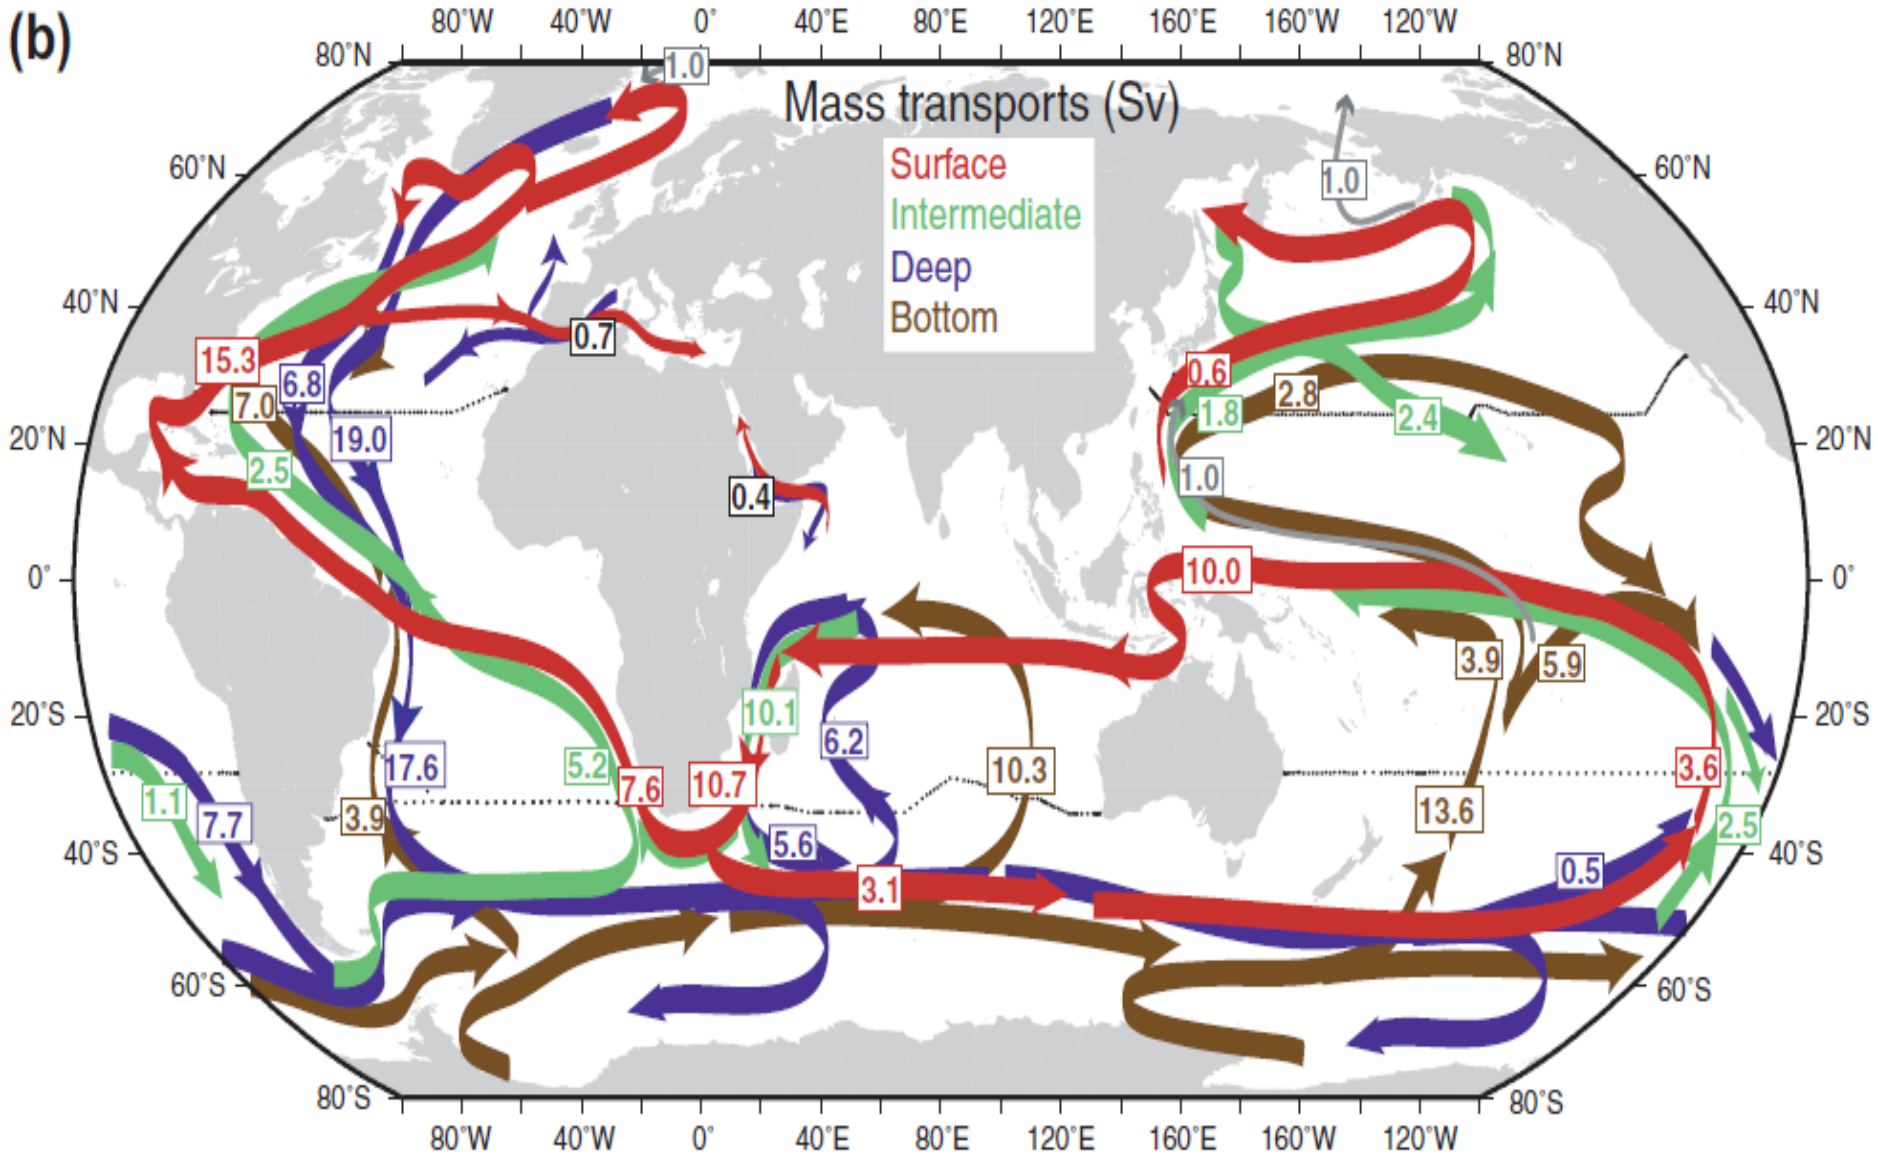 (b)
80˚W 40˚W 0˚ 40˚E 80˚E 120˚E 160˚E 160˚W 120˚W
80˚N 80˚N
1.0
Mass transports (Sv)
Surface
Intermediate
Deep
Bottom
60˚N 60˚N
1.0
40˚N 40˚N
0.7
15.3
6.8
0.6
7.0
2.8
1.8
2.4
20˚N 20˚N
19.0
2.5
1.0
0.4
0˚ 0˚
10.0
3.9
5.9
20˚S 20˚S
10.1
6.2
17.6
5.2
7.6
10.7
10.3
3.6
1.1
7.7
3.9
13.6
2.5
5.6
40˚S 40˚S
0.5
3.1
60˚S 60˚S
80˚S 80˚S
80˚W 40˚W 0˚ 40˚E 80˚E 120˚E 160˚E 160˚W 120˚W